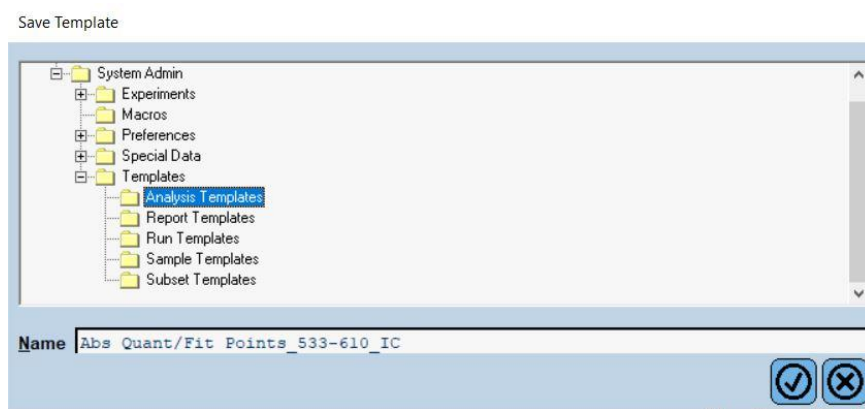 Save Template
System Admin
Experiments
Macros
Preferences
Special Data
Templates
Analysis Templates
Report Templates
Run Templates
Sample Templates
Subset Templates
Name Abs Quant/Fit Points_533-610_IC